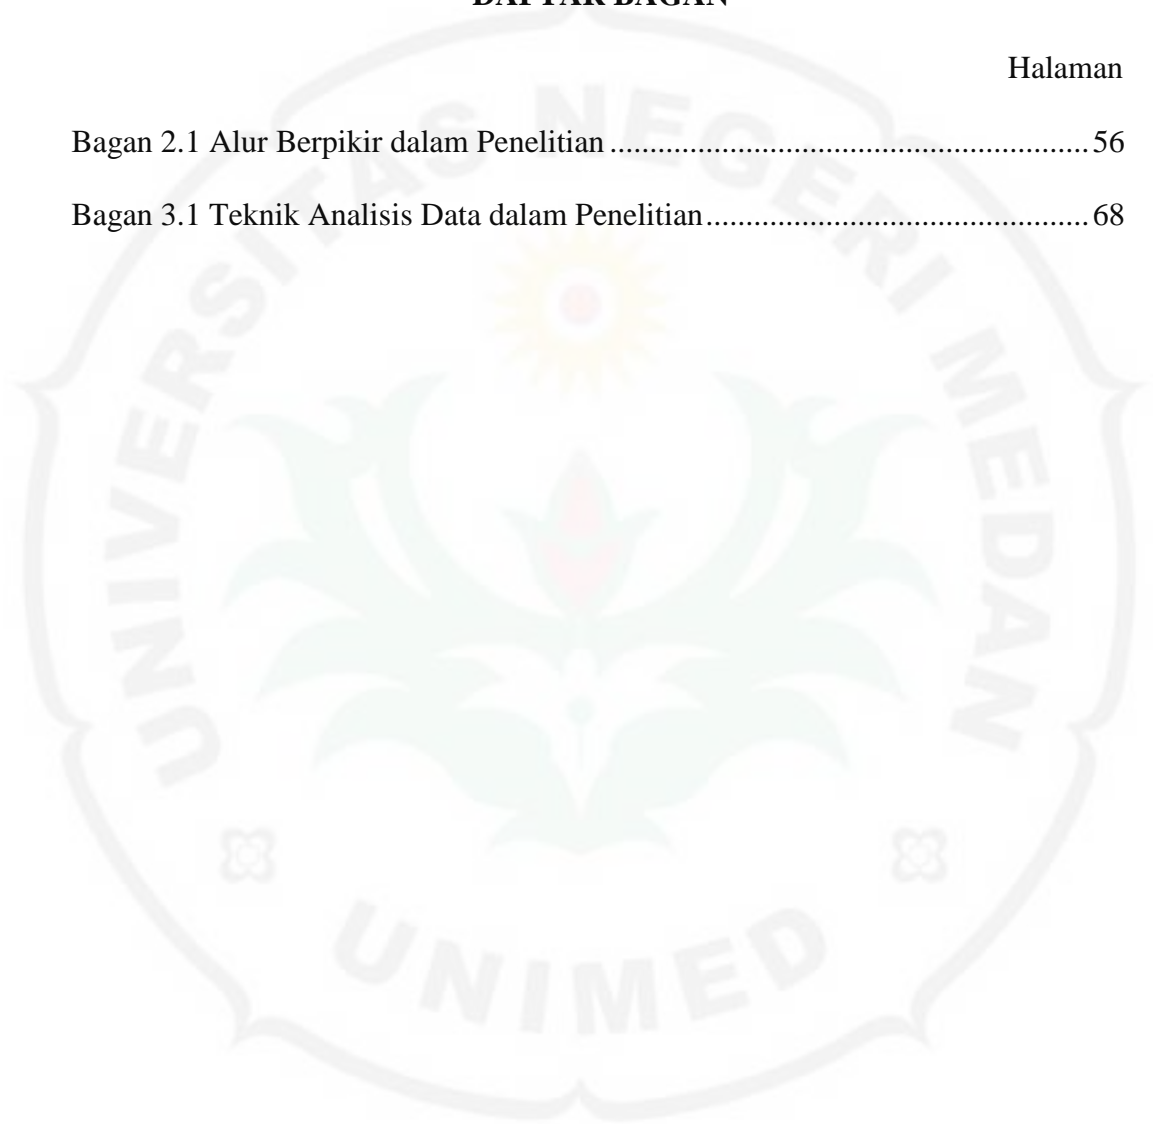 DAFTAR BAGAN
Halaman
Bagan 2.1 Alur Berpikir dalam Penelitian ............................................................ 56
Bagan 3.1 Teknik Analisis Data dalam Penelitian ................................................ 68
UNIVERSITAS NEGERI MEDAN
UNIMED